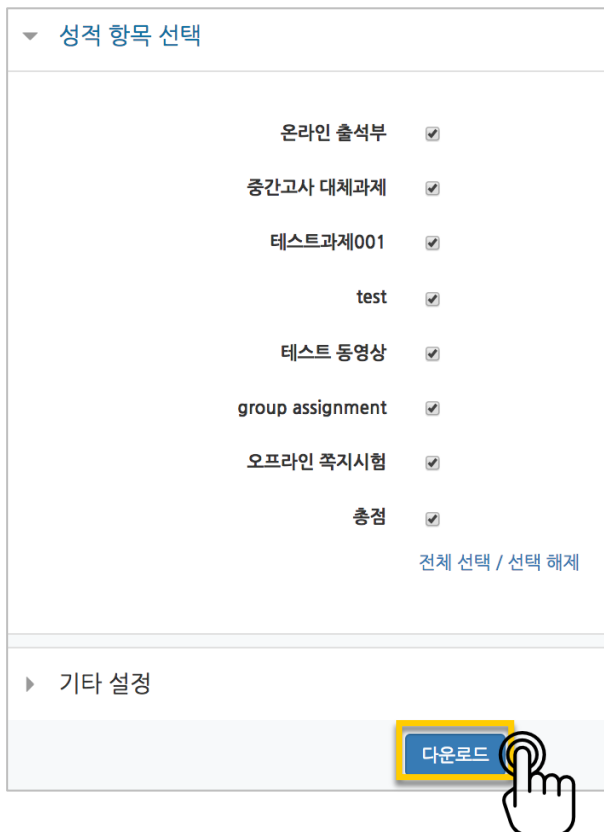 성적 항목 선택
온라인 출석부
중간고사 대체과제
테스트과제001
test
테스트 동영상
group assignment
오프라인 쪽지시험
총점
전체 선택 / 선택 해제
기타 설정
다운로드